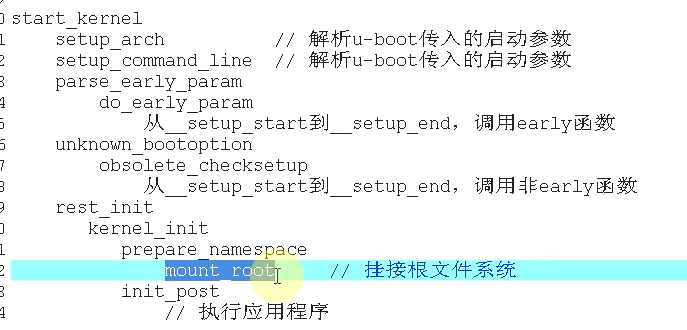 0 start_kernel
1 setup_arch // 解析u-boot传入的启动参数
2 setup_command_line // 解析u-boot传入的启动参数
3 parse_early_param
4 do_early_param
5 从__setup_start到__setup_end，调用early函数
6 unknown_bootoption
7 obsolete_checksetup
8 从__setup_start到__setup_end，调用非early函数
9 rest_init
0 kernel_init
1 prepare_namespace
2 mount_root // 挂接根文件系统
3 init_post
4 // 执行应用程序